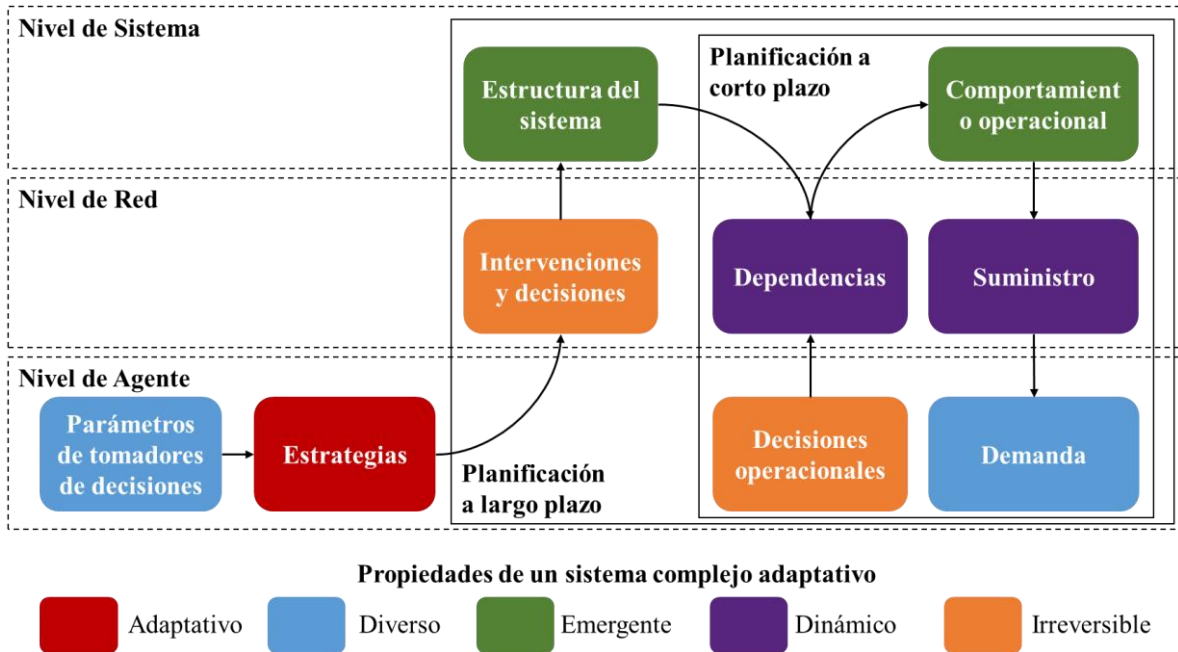 Nivel de Sistema
Estructura del
sistema
Planificación a
corto plazo
Comportamient
o operacional
Nivel de Red
Intervenciones
y decisiones
Dependencias
Suministro
Nivel de Agente
Parámetros
de tomadores
de decisiones
Estrategias
Planificación
a largo plazo
Decisiones
operacionales
Demanda
Propiedades de un sistema complejo adaptativo
Adaptativo
Diverso
Emergente
Dinámico
Irreversible